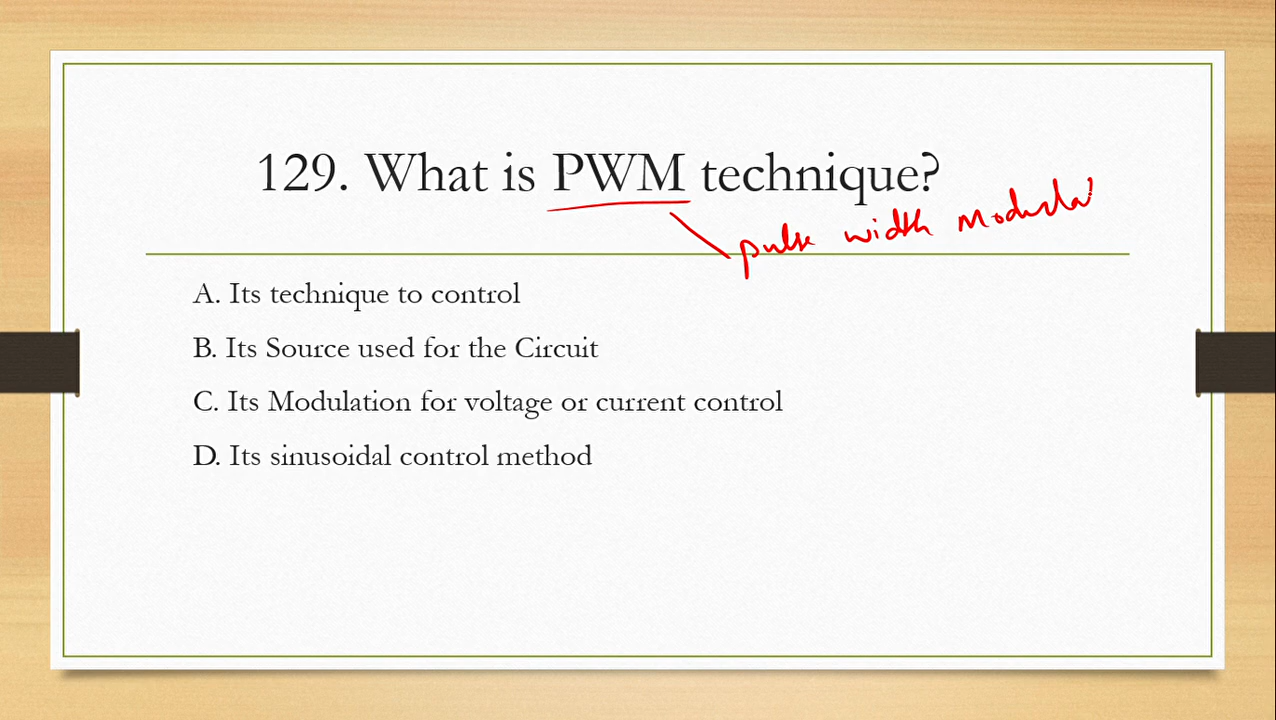 129. What is PWM technique?
pulse width Modula
A. Its technique to control
B. Its Source used for the Circuit
C. Its Modulation for voltage or current control
D. Its sinusoidal control method